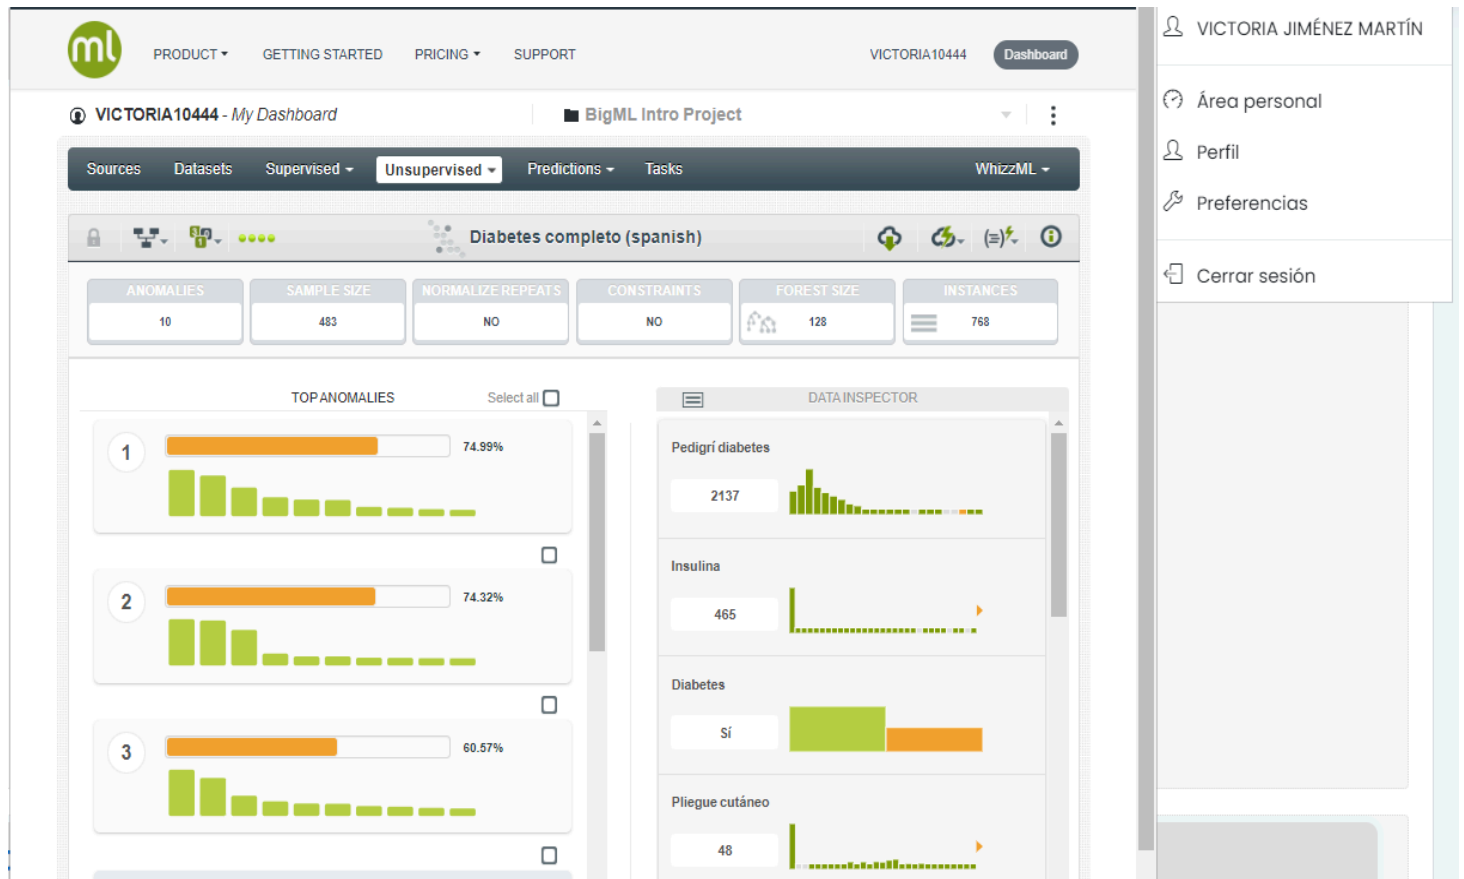 ml
PRODUCT
GETTING STARTED
PRICING
SUPPORT
VICTORIA10444
Dashboard
VICTORIA10444 - My Dashboard
BigML Intro Project
Sources
Datasets
Supervised
Unsupervised
Predictions
Tasks
WhizzML
Diabetes completo (spanish)
ANOMALIES
10
SAMPLE SIZE
483
NORMALIZE REPEATS
NO
CONSTRAINTS
NO
FOREST SIZE
128
INSTANCES
768
TOP ANOMALIES
Select all
1
74.99%
2
74.32%
3
60.57%
DATA INSPECTOR
Pedigrí diabetes
2137
Insulina
465
Diabetes
Sí
Pliegue cutáneo
48
VICTORIA JIMÉNEZ MARTÍN
Área personal
Perfil
Preferencias
Cerrar sesión